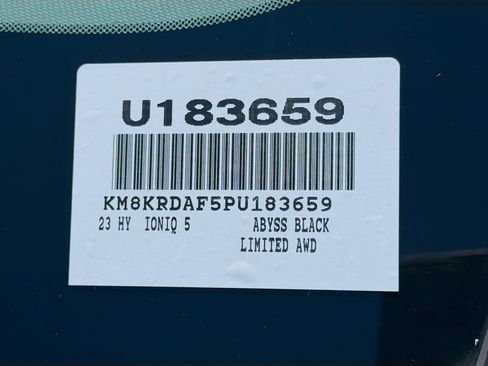 U183659
KM8KRDAF5PU183659
23 HY IONIQ 5 ABYSS BLACK
LIMITED AWD